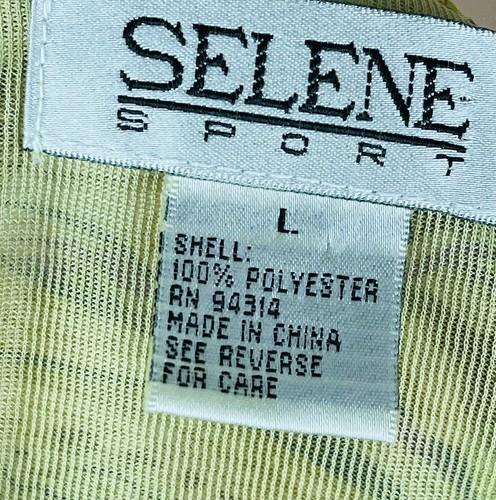 SELENE
SPORT
L
SHELL:
100% POLYESTER
RN 94314
MADE IN CHINA
SEE REVERSE
FOR CARE